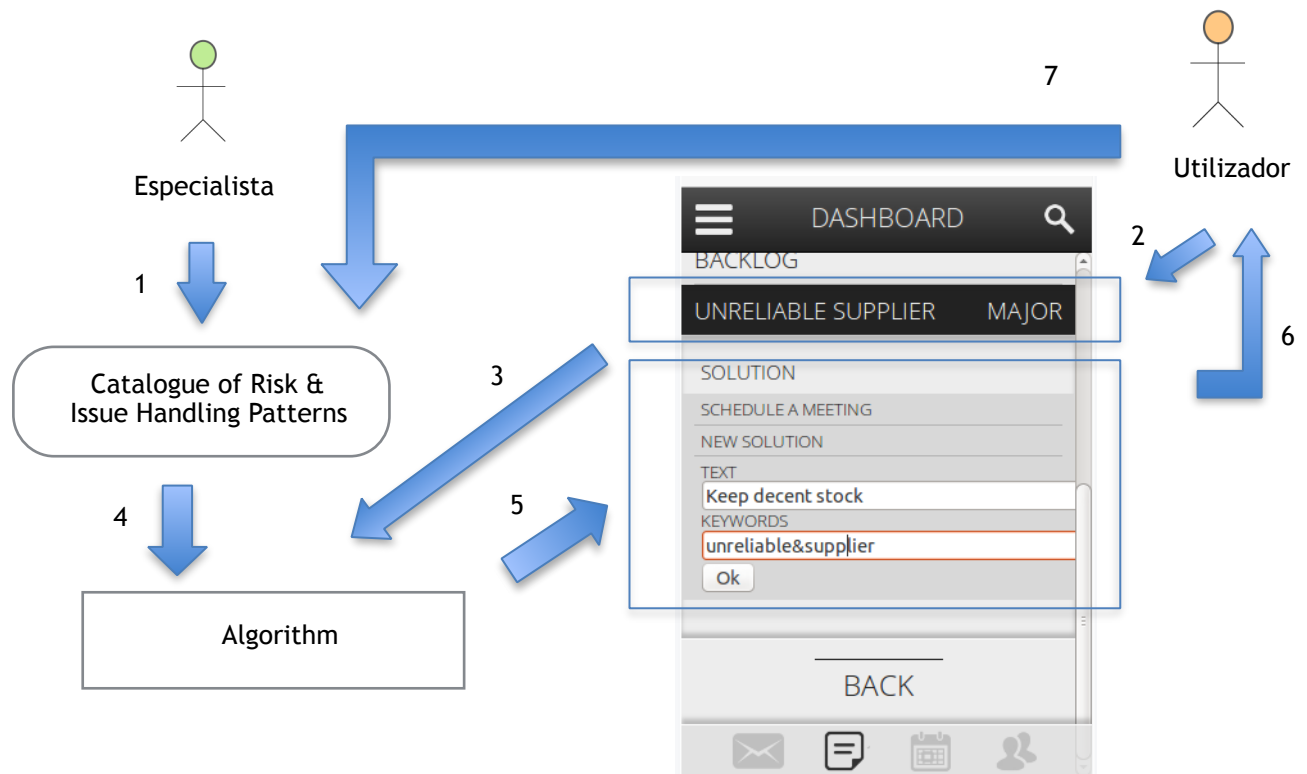 7
Especialista
Utilizador
DASHBOARD
2
BACKLOG
1
UNRELIABLE SUPPLIER MAJOR
6
Catalogue of Risk &
Issue Handling Patterns
3
SOLUTION
SCHEDULE A MEETING
NEW SOLUTION
TEXT
Keep decent stock
4
5
KEYWORDS
unreliable&supplier
Ok
Algorithm
BACK